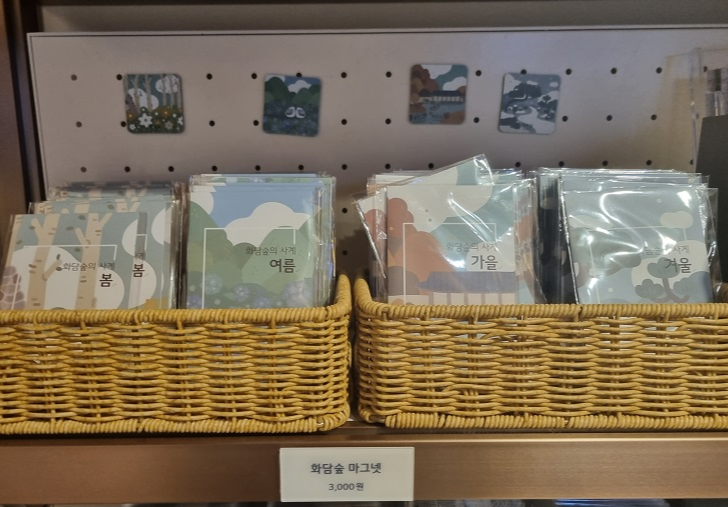 화담숲의 사계
봄
봄
화담숲의 사계
여름
화담숲의 사계
가을
화담숲의 사계
겨울
화담숲 마그넷
3,000원